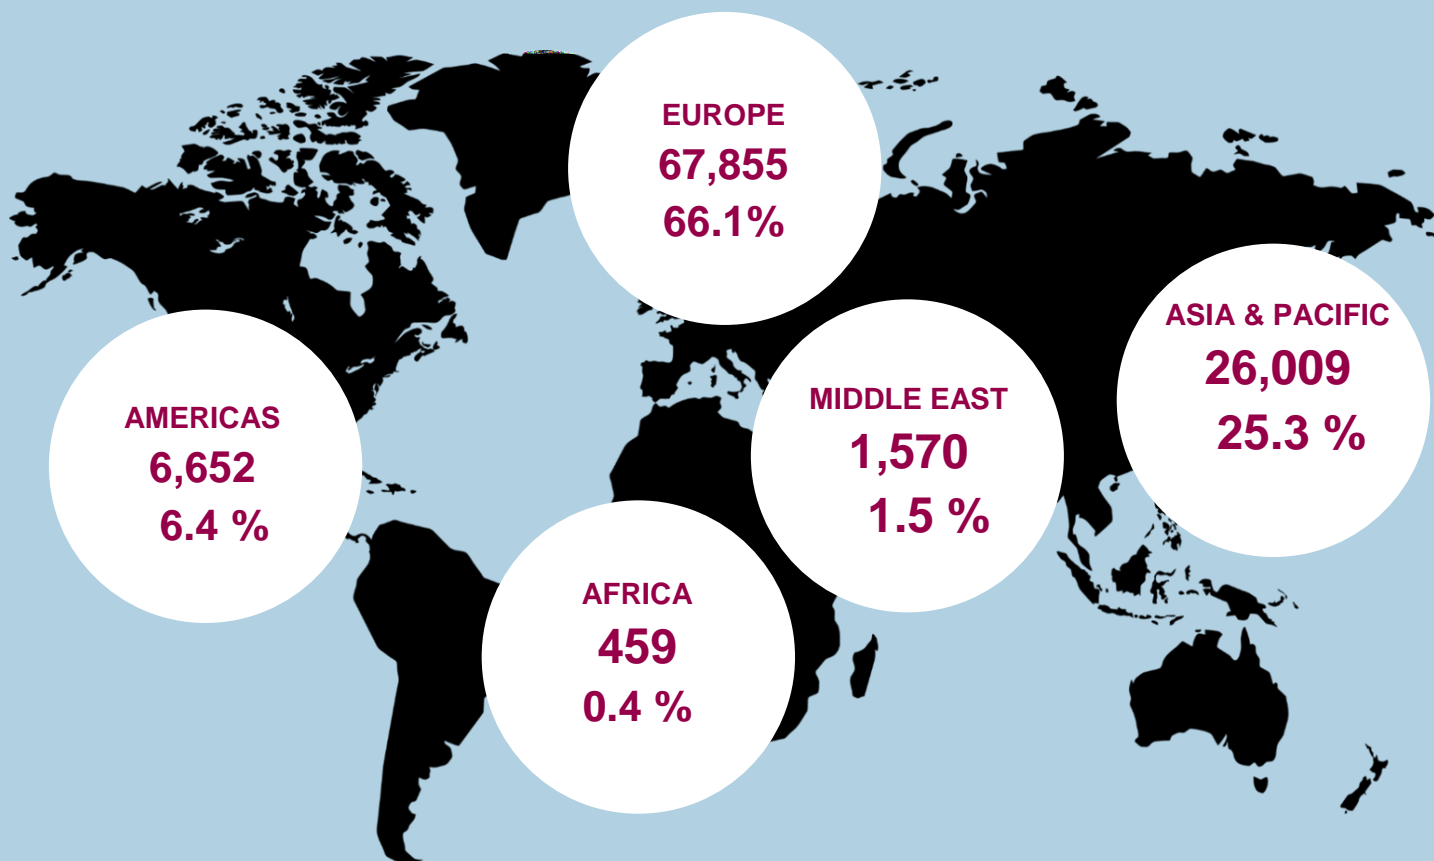 EUROPE
67,855
66.1%
ASIA & PACIFIC
26,009
25.3 %
MIDDLE EAST
1,570
1.5 %
AMERICAS
6,652
6.4 %
AFRICA
459
0.4 %